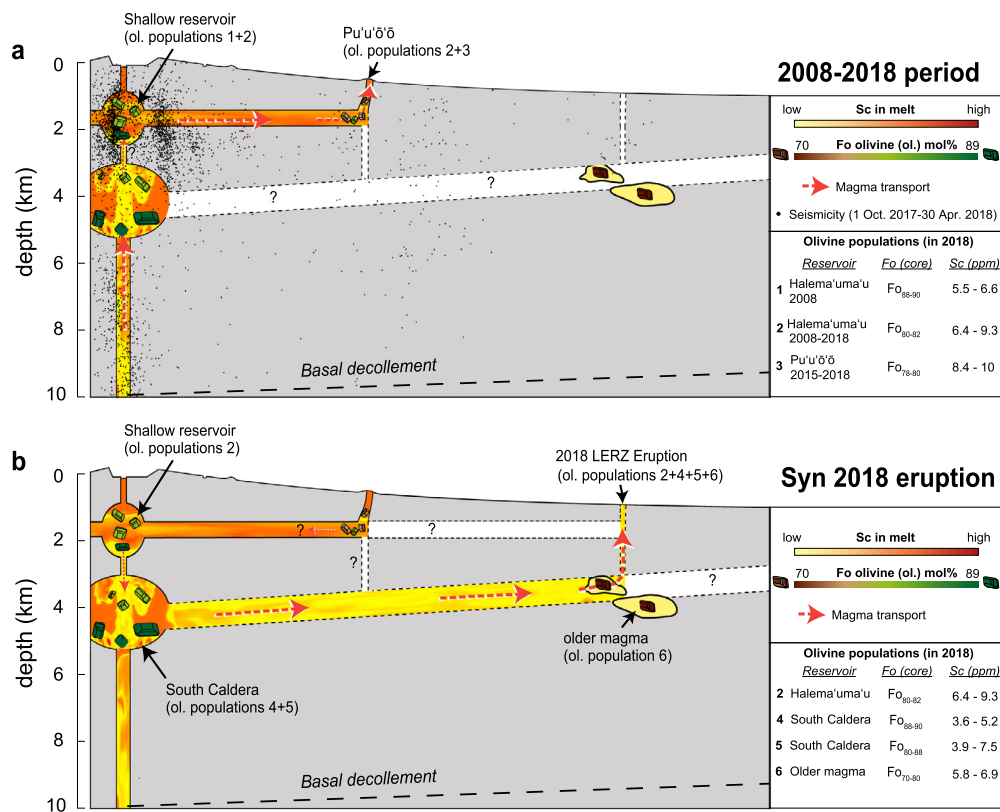 a
Shallow reservoir
(ol. populations 1+2)
Puʻuʻōʻō
(ol. populations 2+3)
2008-2018 period
depth (km)
0
2
4
6
8
10
?
?
?
Basal decollement
low Sc in melt high
70 Fo olivine (ol.) mol% 89
Magma transport
• Seismicity (1 Oct. 2017-30 Apr. 2018)
Olivine populations (in 2018)
Reservoir Fo (core) Sc (ppm)
1 Halemaʻumaʻu 2008 Fo88-90 5.5 - 6.6
2 Halemaʻumaʻu 2008-2018 Fo80-82 6.4 - 9.3
3 Puʻuʻōʻō 2015-2018 Fo78-80 8.4 - 10
b
Shallow reservoir
(ol. populations 2)
2018 LERZ Eruption
(ol. populations 2+4+5+6)
Syn 2018 eruption
depth (km)
0
2
4
6
8
10
?
?
?
?
older magma
(ol. population 6)
South Caldera
(ol. populations 4+5)
Basal decollement
low Sc in melt high
70 Fo olivine (ol.) mol% 89
Magma transport
Olivine populations (in 2018)
Reservoir Fo (core) Sc (ppm)
2 Halemaʻumaʻu Fo80-82 6.4 - 9.3
4 South Caldera Fo88-90 3.6 - 5.2
5 South Caldera Fo80-88 3.9 - 7.5
6 Older magma Fo70-80 5.8 - 6.9